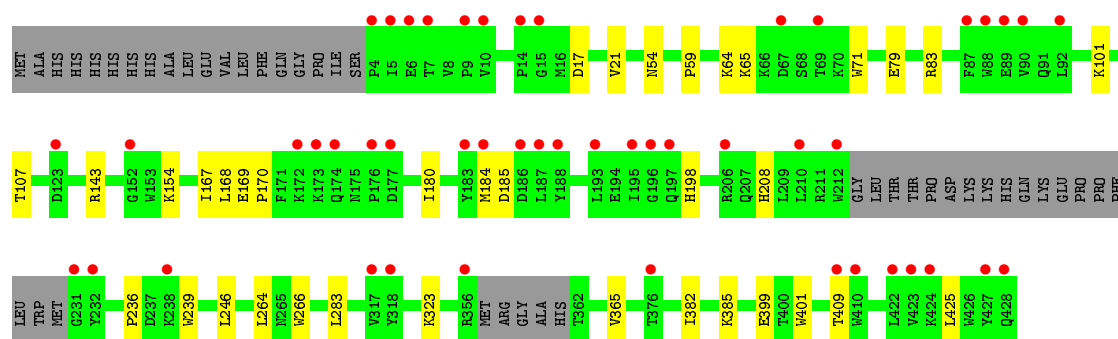 MET ALA HIS HIS HIS HIS HIS HIS ALA LEU GLU VAL LEU PHE GLN GLY PRO ILE SER P4 I5 E6 T7 V8 P9 V10 P14 G15 M16 D17 V21 N54 P59 K64 K65 K66 D67 S68 T69 K70 W71 E79 R83 F87 W88 E89 V90 Q91 L92 K101
T107 D123 R143 G152 W153 K154 I167 L168 E169 P170 F171 K172 K173 Q174 N175 P176 D177 I180 Y183 M184 D185 D186 L187 Y188 L193 E194 I195 G196 Q197 H198 R206 Q207 H208 L209 L210 R211 W212 GLY LEU THR THR PRO ASP LYS LYS HIS GLN LYS GLU PRO PRO PHE
LEU TRP MET G231 Y232 P236 D237 K238 W239 L246 L264 N265 W266 L283 V317 Y318 K323 R356 MET ARG GLY ALA HIS T362 V365 T376 I382 K385 E399 T400 W401 T409 W410 L422 V423 K424 L425 W426 Y427 Q428